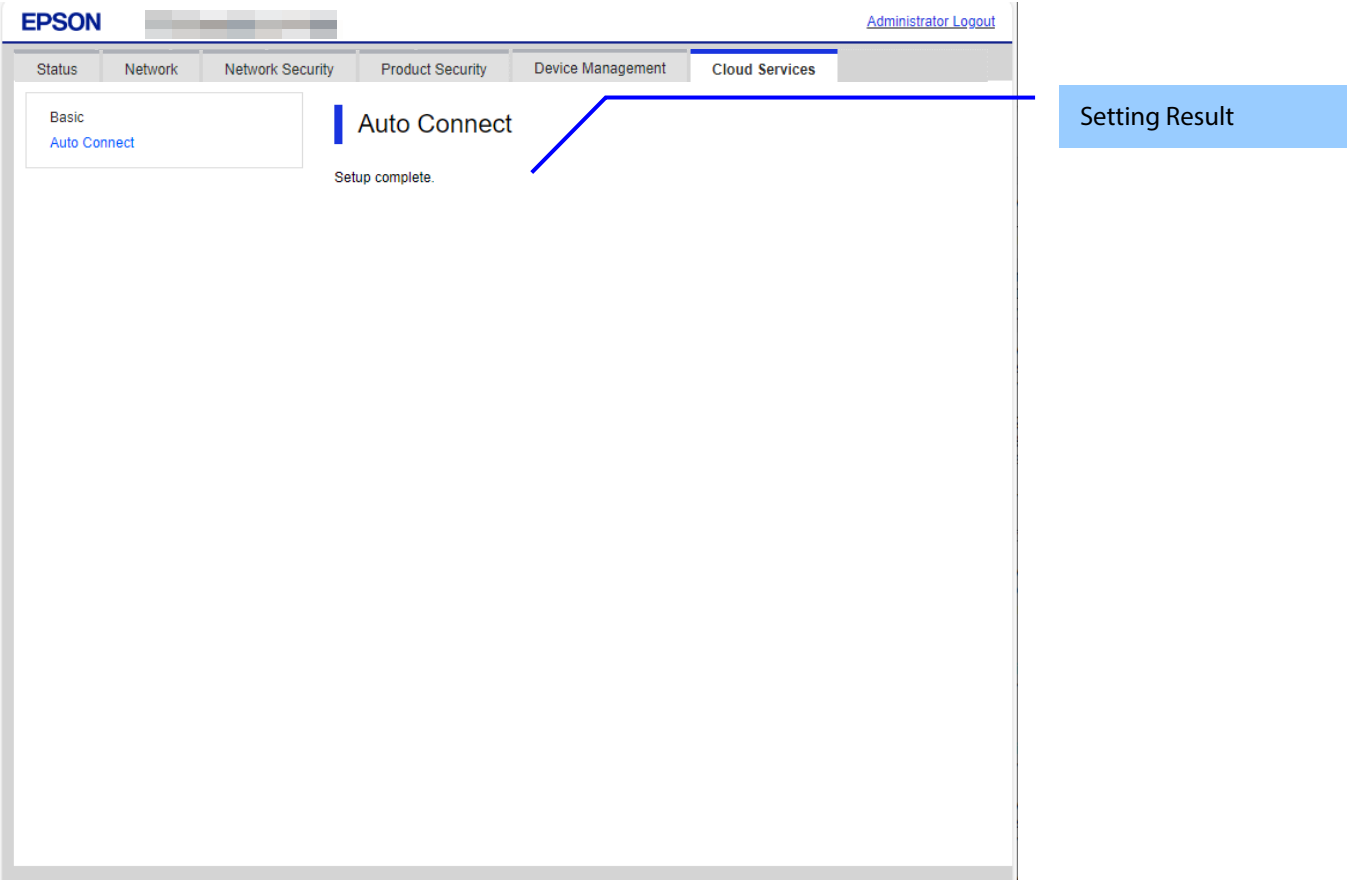 EPSON
Administrator Logout
Status Network Network Security Product Security Device Management Cloud Services
Basic
Auto Connect
Auto Connect
Setup complete.
Setting Result